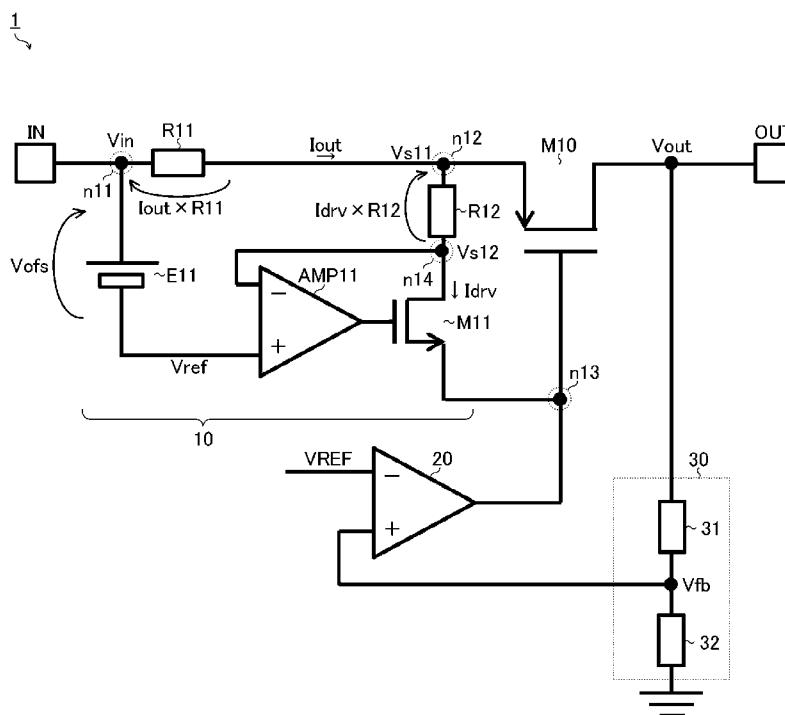 1
IN
Vin
R11
Iout
Vs11
n12
M10
Vout
OUT
n11
Iout×R11
Idrv×R12
~R12
Vofs
~E11
Vs12
n14
AMP11
↓Idrv
−
~M11
+
Vref
n13
10
VREF
20
−
30
+
~31
Vfb
~32